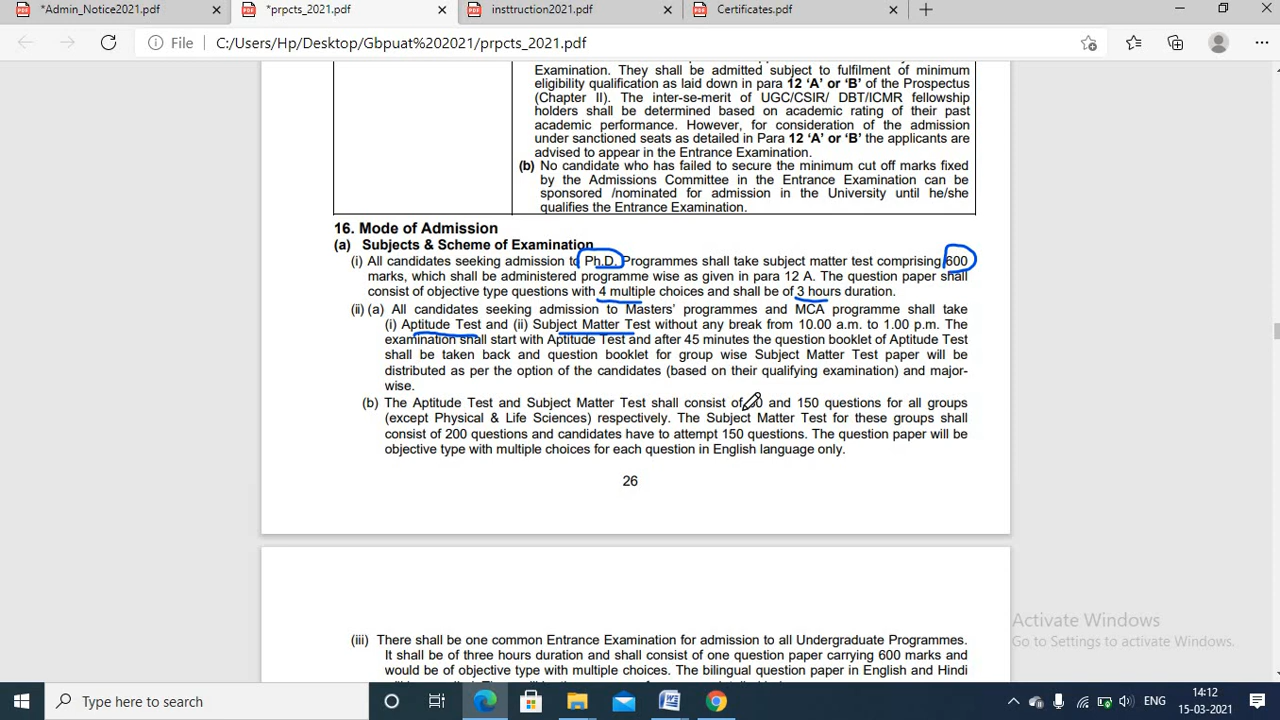 *Admin_Notice2021.pdf
*prpcts_2021.pdf
insttruction2021.pdf
Certificates.pdf
File C:/Users/Hp/Desktop/Gbpuat%202021/prpcts_2021.pdf
Examination. They shall be admitted subject to fulfilment of minimum
eligibility qualification as laid down in para 12 ‘A’ or ‘B’ of the Prospectus
(Chapter II). The inter-se-merit of UGC/CSIR/ DBT/ICMR fellowship
holders shall be determined based on academic rating of their past
academic performance. However, for consideration of the admission
under sanctioned seats as detailed in Para 12 ‘A’ or ‘B’ the applicants are
advised to appear in the Entrance Examination.
(b) No candidate who has failed to secure the minimum cut off marks fixed
by the Admissions Committee in the Entrance Examination can be
sponsored /nominated for admission in the University until he/she
qualifies the Entrance Examination.
16. Mode of Admission
(a) Subjects & Scheme of Examination
(i) All candidates seeking admission to Ph.D. Programmes shall take subject matter test comprising 600
marks, which shall be administered programme wise as given in para 12 A. The question paper shall
consist of objective type questions with 4 multiple choices and shall be of 3 hours duration.
(ii) (a) All candidates seeking admission to Masters’ programmes and MCA programme shall take
(i) Aptitude Test and (ii) Subject Matter Test without any break from 10.00 a.m. to 1.00 p.m. The
examination shall start with Aptitude Test and after 45 minutes the question booklet of Aptitude Test
shall be taken back and question booklet for group wise Subject Matter Test paper will be
distributed as per the option of the candidates (based on their qualifying examination) and major-
wise.
(b) The Aptitude Test and Subject Matter Test shall consist of and 150 questions for all groups
(except Physical & Life Sciences) respectively. The Subject Matter Test for these groups shall
consist of 200 questions and candidates have to attempt 150 questions. The question paper will be
objective type with multiple choices for each question in English language only.
26
(iii) There shall be one common Entrance Examination for admission to all Undergraduate Programmes.
It shall be of three hours duration and shall consist of one question paper carrying 600 marks and
would be of objective type with multiple choices. The bilingual question paper in English and Hindi
Activate Windows
Go to Settings to activate Windows.
Type here to search
ENG
14:12
15-03-2021